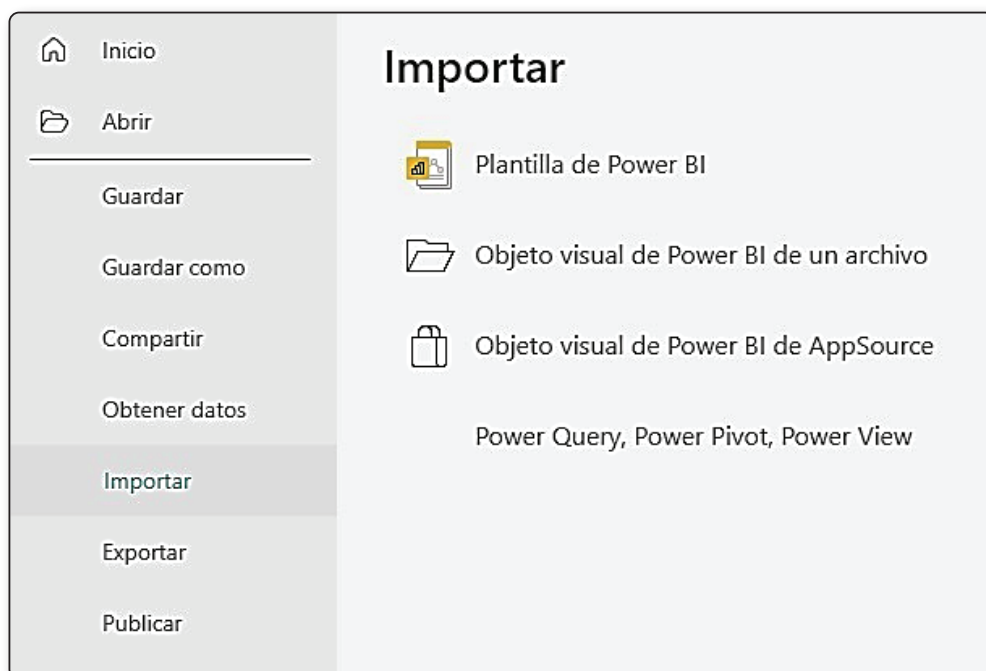 Inicio
Abrir
Guardar
Guardar como
Compartir
Obtener datos
Importar
Exportar
Publicar
Importar
Plantilla de Power BI
Objeto visual de Power BI de un archivo
Objeto visual de Power BI de AppSource
Power Query, Power Pivot, Power View